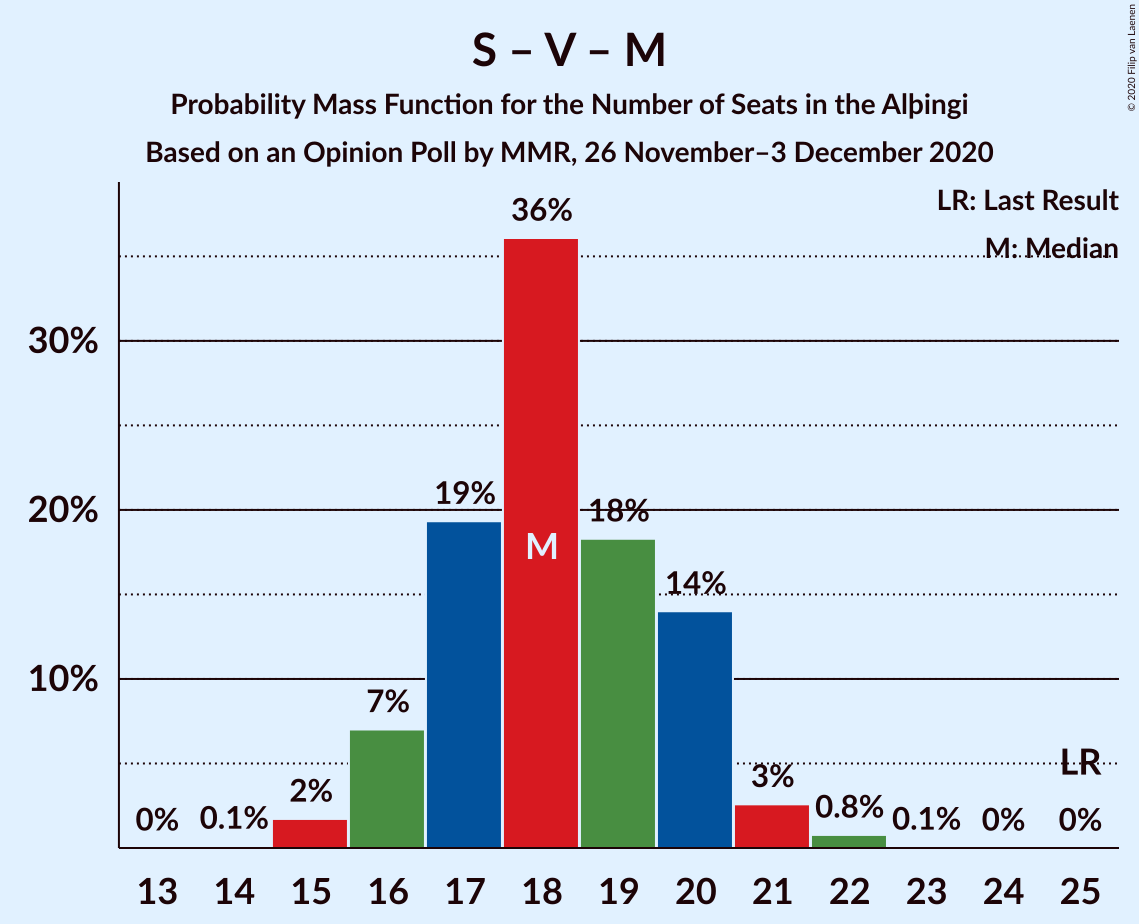 S – V – M
Probability Mass Function for the Number of Seats in the Alþingi
Based on an Opinion Poll by MMR, 26 November–3 December 2020
© 2020 Filip van Laenen
LR: Last Result
M: Median
36%
30%
19%
20%
18%
M
14%
10%
7%
LR
3%
2%
0%
0.1%
0.8%
0.1%
0%
0%
13 14 15 16 17 18 19 20 21 22 23 24 25